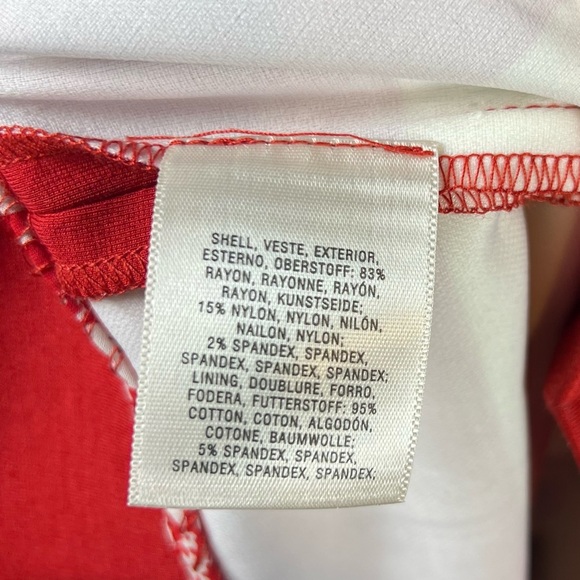 SHELL, VESTE, EXTERIOR,
ESTERNO, OBERSTOFF: 83%
RAYON, RAYONNE, RAYÓN,
RAYON, KUNSTSEIDE;
15% NYLON, NYLON, NILÓN,
NAILON, NYLON;
2% SPANDEX, SPANDEX,
SPANDEX, SPANDEX, SPANDEX;
LINING, DOUBLURE, FORRO,
FODERA, FUTTERSTOFF: 95%
COTTON, COTON, ALGODÓN,
COTONE, BAUMWOLLE;
5% SPANDEX, SPANDEX,
SPANDEX, SPANDEX, SPANDEX;